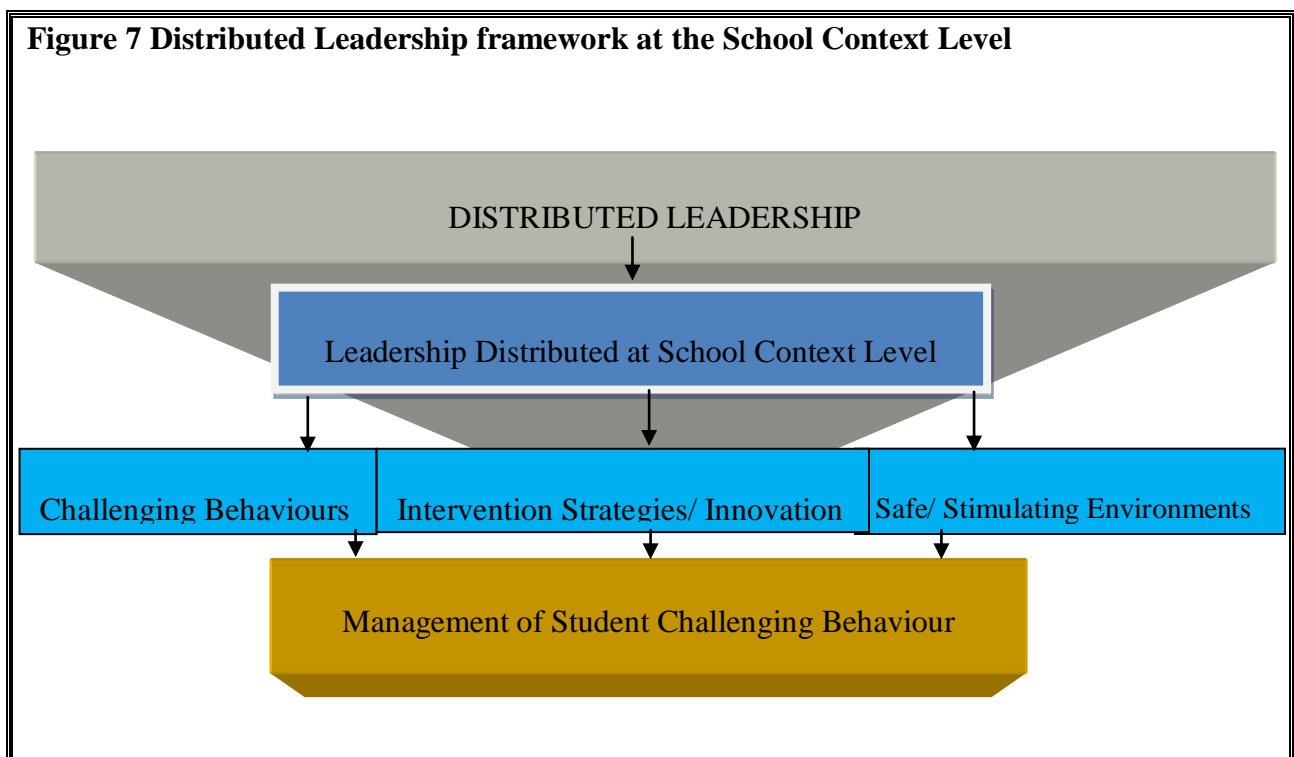 Figure 7 Distributed Leadership framework at the School Context Level
DISTRIBUTED LEADERSHIP
Leadership Distributed at School Context Level
Challenging Behaviours
Intervention Strategies/ Innovation
Safe/ Stimulating Environments
Management of Student Challenging Behaviour